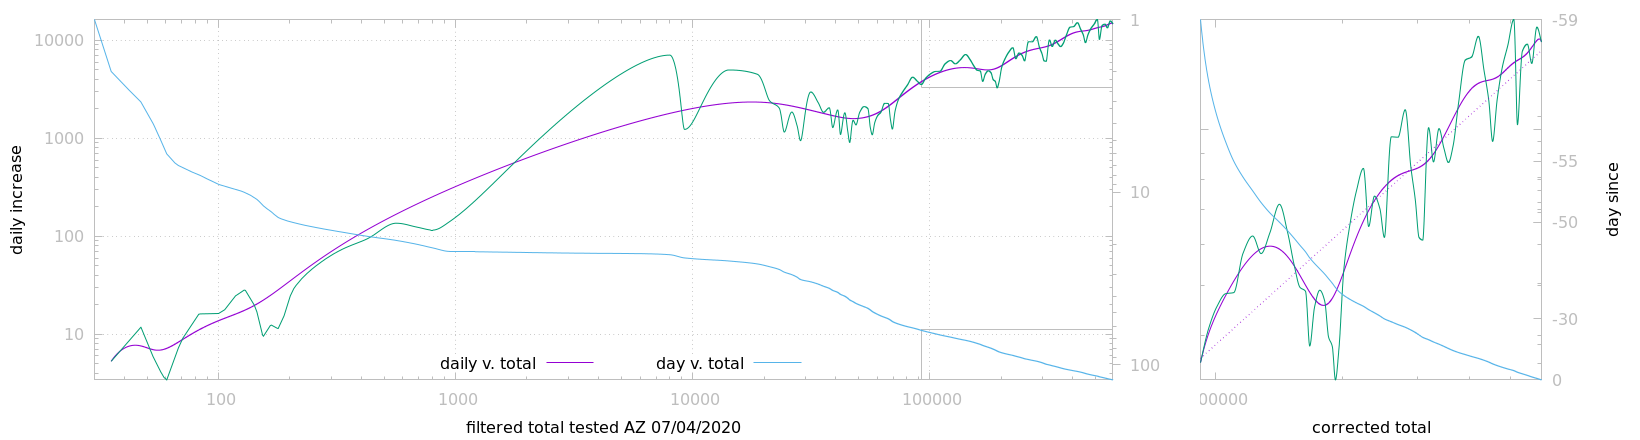 10000
1000
100
10
daily increase
100
1000
10000
100000
filtered total tested AZ 07/04/2020
daily v. total
day v. total
1
10
100
00000
corrected total
-59
-55
-50
-30
0
day since